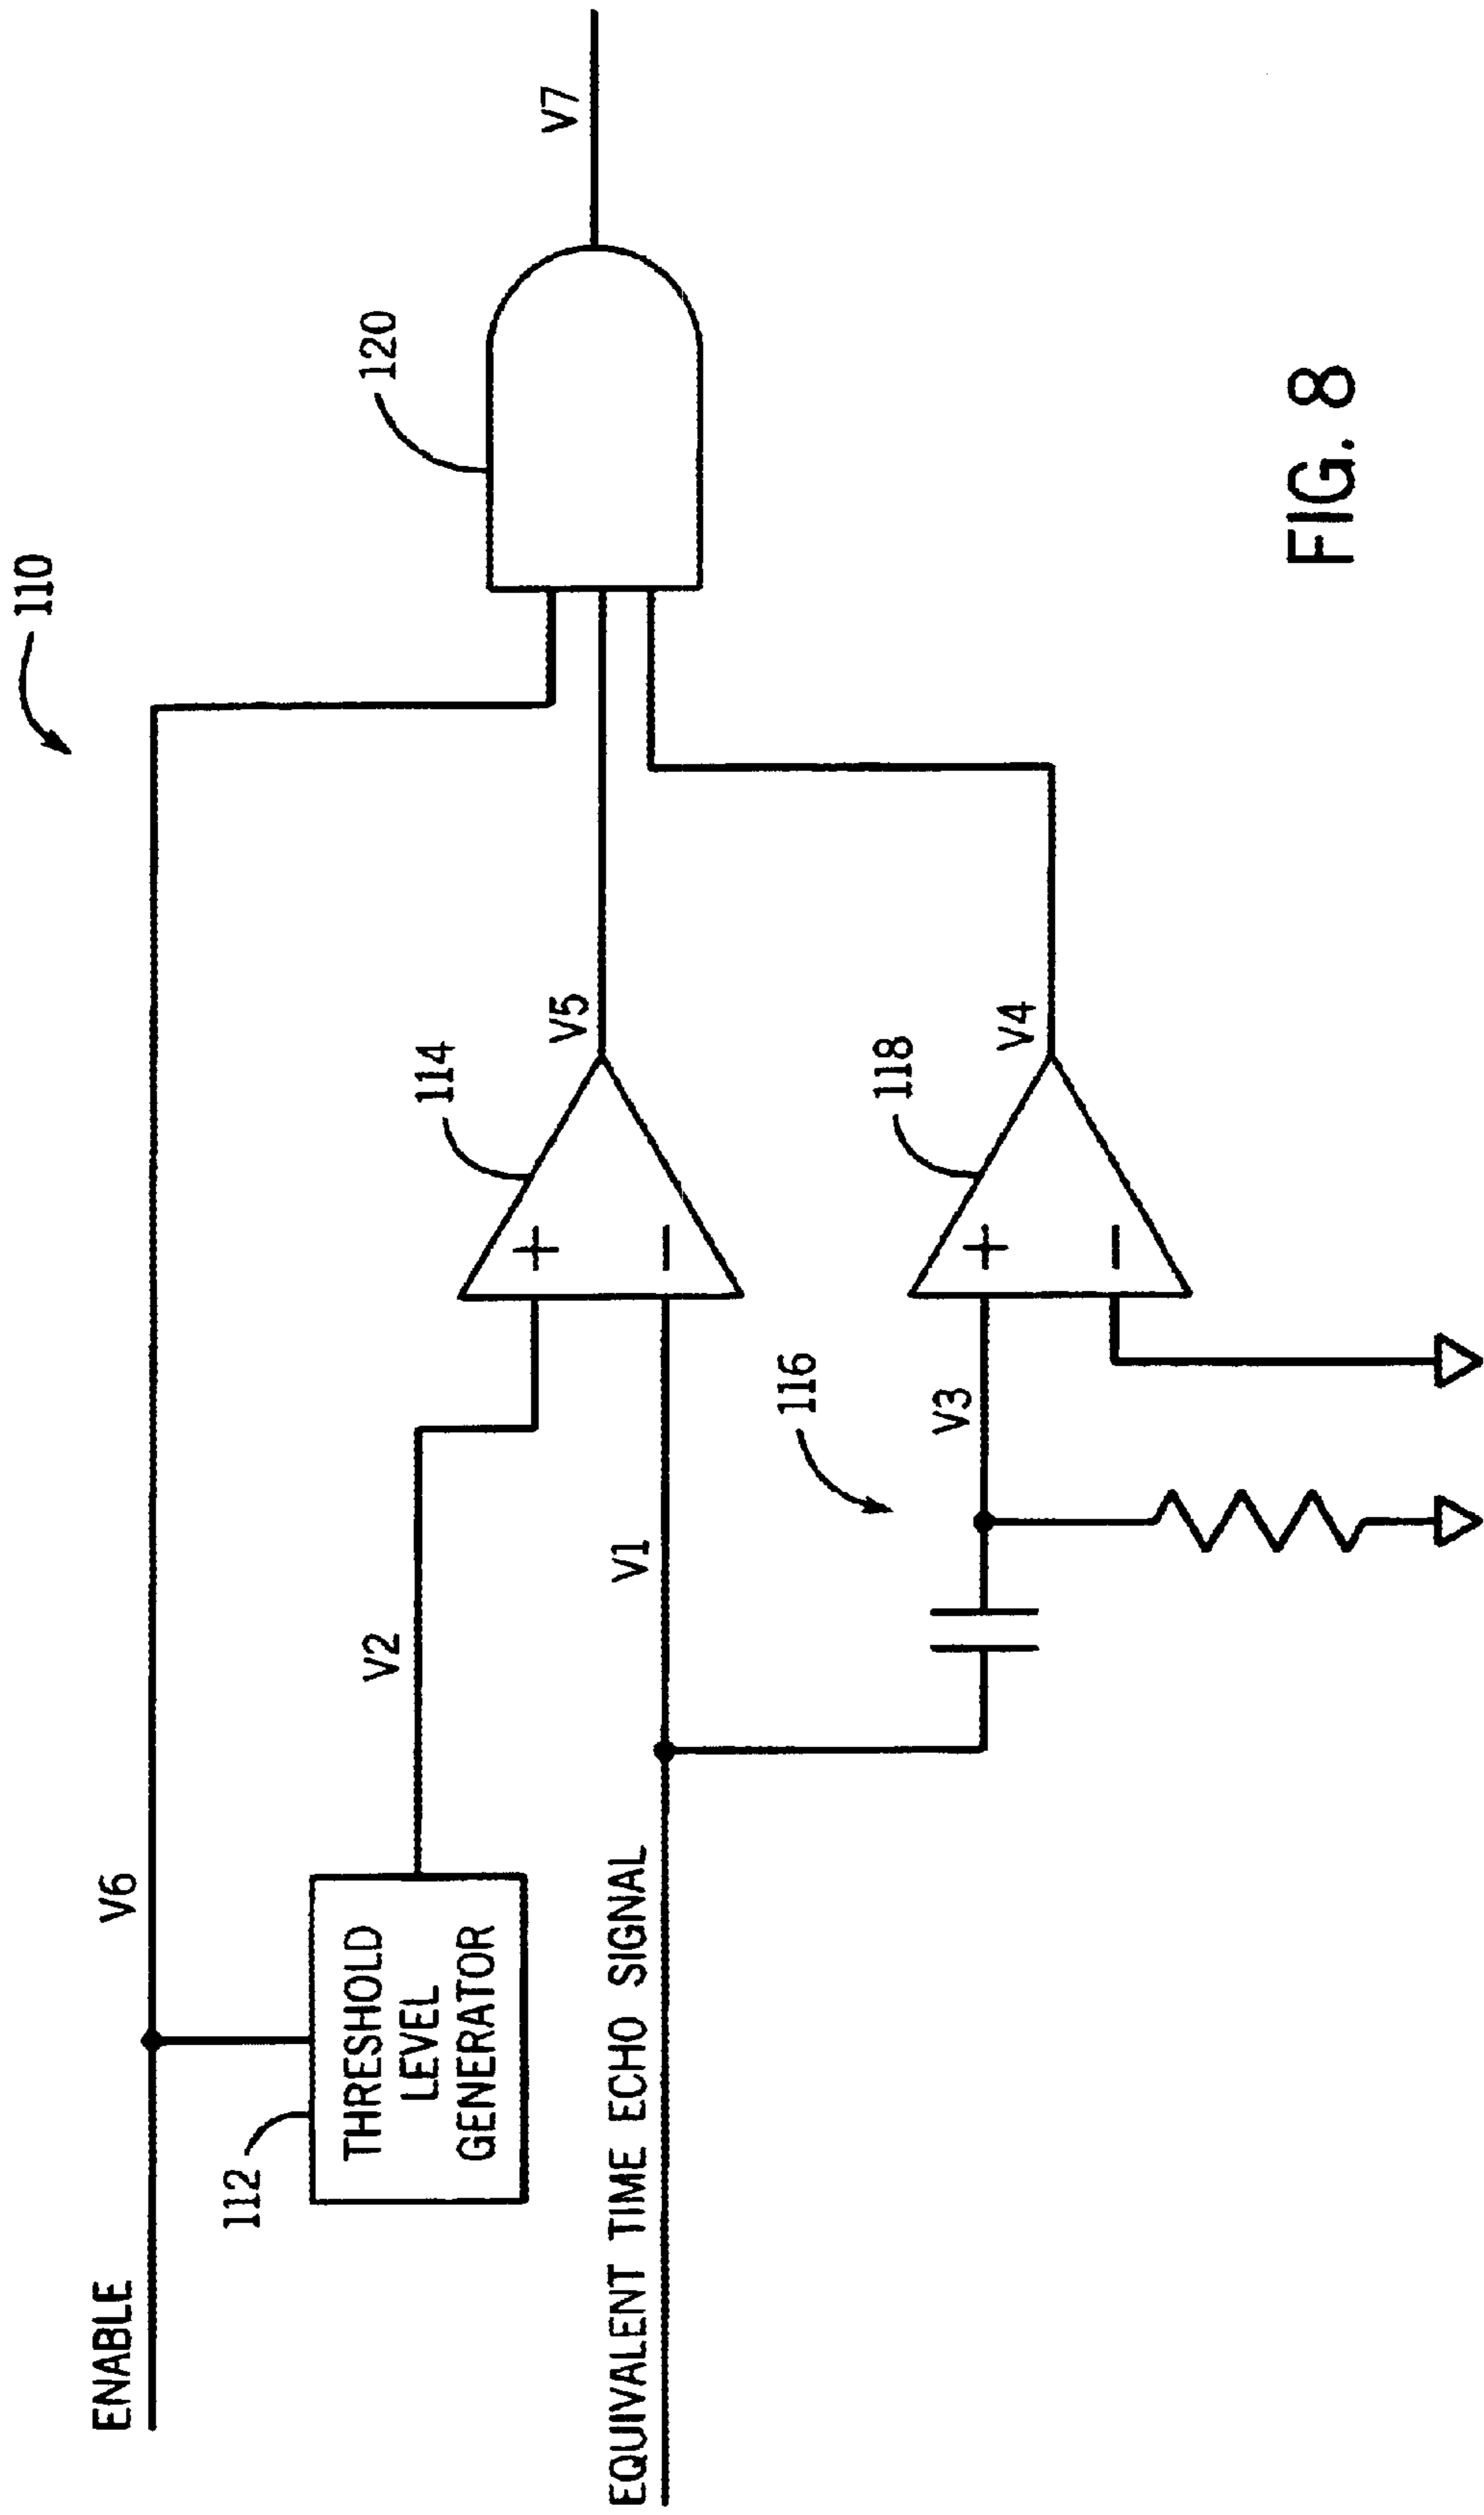 110
120
V7
ENABLE
V6
112
THRESHOLD
LEVEL
GENERATOR
V2
114
+
−
V5
EQUIVALENT TIME ECHO SIGNAL
V1
116
V3
118
+
−
V4
FIG. 8